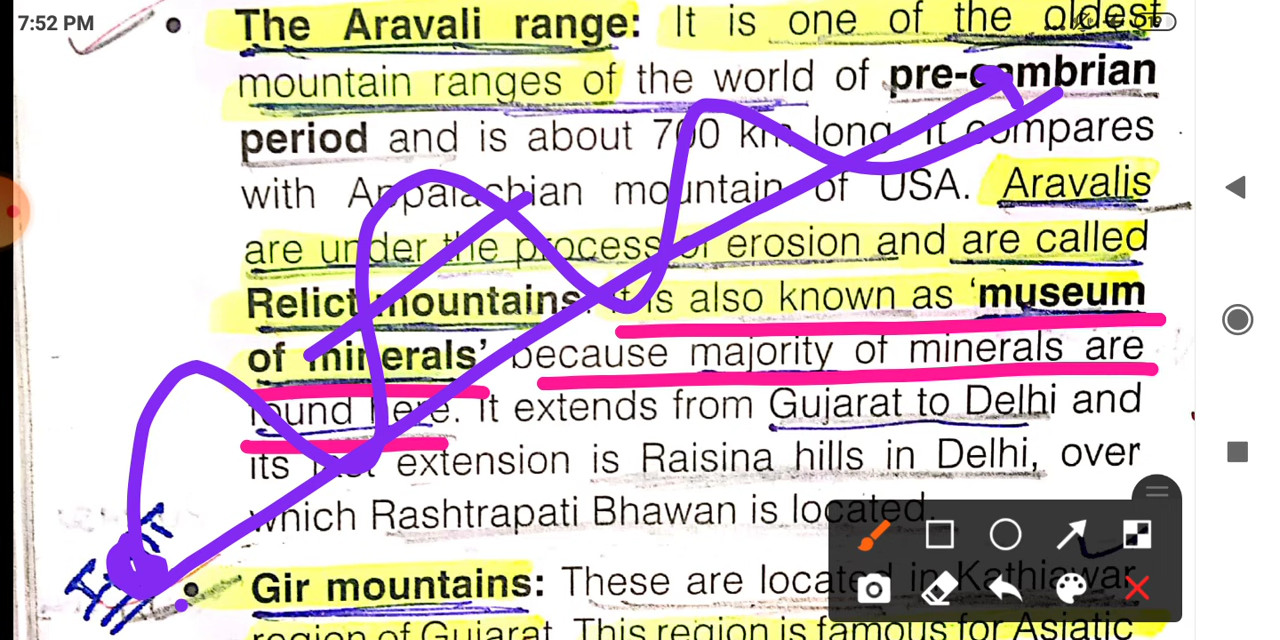 7:52 PM
The Aravali range: It is one of the oldest
mountain ranges of the world of pre-cambrian
period and is about 700 km long. It compares
with Appalachian mountain of USA. Aravalis
are under the process of erosion and are called
Relict mountains. It is also known as 'museum
of minerals' because majority of minerals are
found here. It extends from Gujarat to Delhi and
its last extension is Raisina hills in Delhi, over
which Rashtrapati Bhawan is located.
Gir mountains: These are located in Kathiawar
region of Gujarat. This region is famous for Asiatic